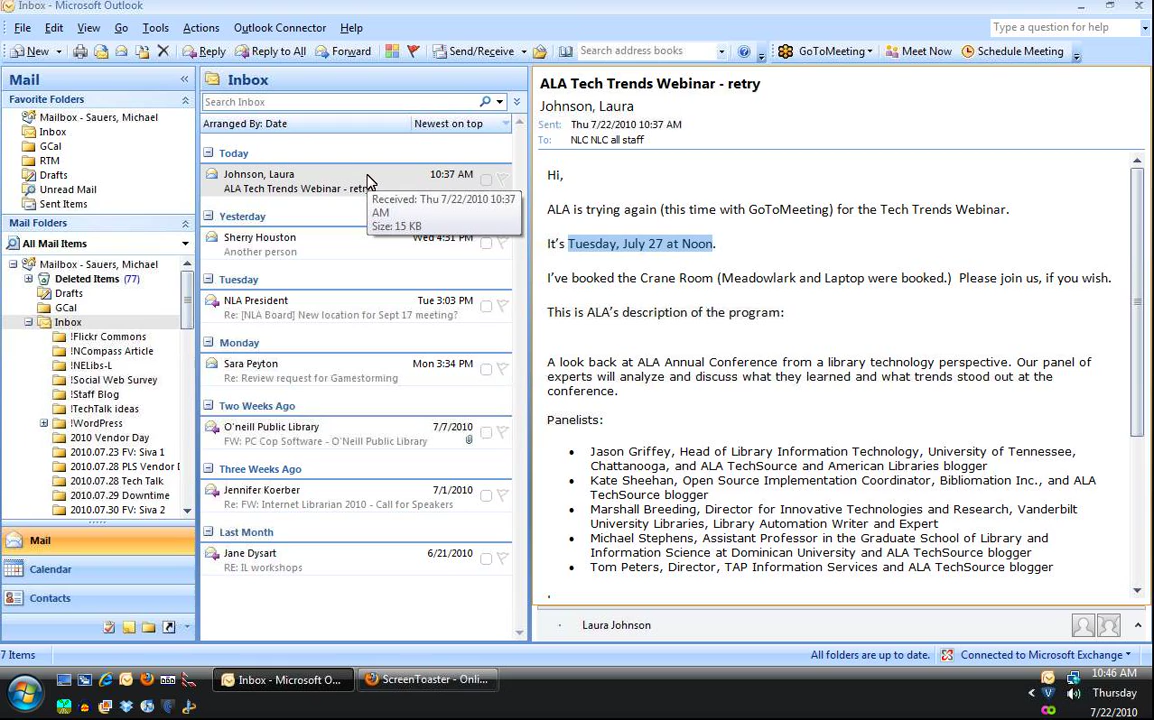 Inbox - Microsoft Outlook
File Edit View Go Tools Actions Outlook Connector Help
Type a question for help
New Reply Reply to All Forward Send/Receive Search address books GoToMeeting Meet Now Schedule Meeting
Mail
Favorite Folders
Mailbox - Sauers, Michael
Inbox
GCal
RTM
Drafts
Unread Mail
Sent Items
Mail Folders
All Mail Items
Mailbox - Sauers, Michael
Deleted Items (77)
Drafts
GCal
Inbox
!Flickr Commons
!NCompass Article
!NELibs-L
!Social Web Survey
!Staff Blog
!TechTalk ideas
!WordPress
2010 Vendor Day
2010.07.23 FV: Siva 1
2010.07.28 PLS Vendor
2010.07.28 Tech Talk
2010.07.29 Downtime
2010.07.30 FV: Siva 2
Mail
Calendar
Contacts
Inbox
Search Inbox
Arranged By: Date Newest on top
Today
Johnson, Laura 10:37 AM
ALA Tech Trends Webinar - retry
Received: Thu 7/22/2010 10:37
AM
Size: 15 KB
Yesterday
Sherry Houston Wed 4:31 PM
Another person
Tuesday
NLA President Tue 3:03 PM
Re: [NLA Board] New location for Sept 17 meeting?
Monday
Sara Peyton Mon 3:34 PM
Re: Review request for Gamestorming
Two Weeks Ago
O'neill Public Library 7/7/2010
FW: PC Cop Software - O'Neill Public Library
Three Weeks Ago
Jennifer Koerber 7/1/2010
Re: FW: Internet Librarian 2010 - Call for Speakers
Last Month
Jane Dysart 6/21/2010
RE: IL workshops
ALA Tech Trends Webinar - retry
Johnson, Laura
Sent: Thu 7/22/2010 10:37 AM
To: NLC NLC all staff
Hi,
ALA is trying again (this time with GoToMeeting) for the Tech Trends Webinar.
It's Tuesday, July 27 at Noon.
I've booked the Crane Room (Meadowlark and Laptop were booked.) Please join us, if you wish.
This is ALA's description of the program:
A look back at ALA Annual Conference from a library technology perspective. Our panel of
experts will analyze and discuss what they learned and what trends stood out at the
conference.
Panelists:
• Jason Griffey, Head of Library Information Technology, University of Tennessee,
Chattanooga, and ALA TechSource and American Libraries blogger
• Kate Sheehan, Open Source Implementation Coordinator, Bibliomation Inc., and ALA
TechSource blogger
• Marshall Breeding, Director for Innovative Technologies and Research, Vanderbilt
University Libraries, Library Automation Writer and Expert
• Michael Stephens, Assistant Professor in the Graduate School of Library and
Information Science at Dominican University and ALA TechSource blogger
• Tom Peters, Director, TAP Information Services and ALA TechSource blogger
Laura Johnson
7 Items All folders are up to date. Connected to Microsoft Exchange
Inbox - Microsoft O... ScreenToaster - Onli...
10:46 AM
Thursday
7/22/2010